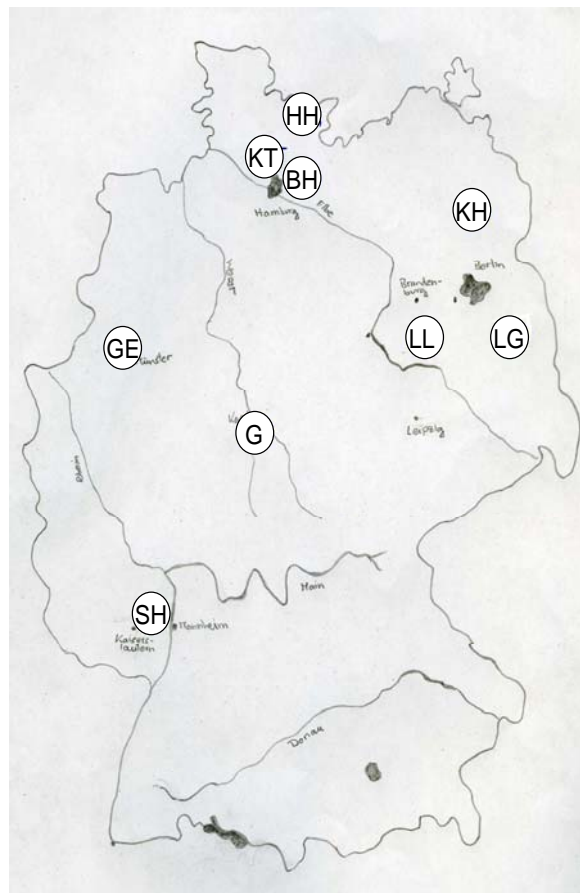 HH
KT
BH
Hamburg
Elbe
KH
Weser
Berlin
Branden-
burg
LL
LG
GE
ünster
G
Leipzig
Rhein
Main
SH
Mannheim
Kaisers-
lautern
Donau